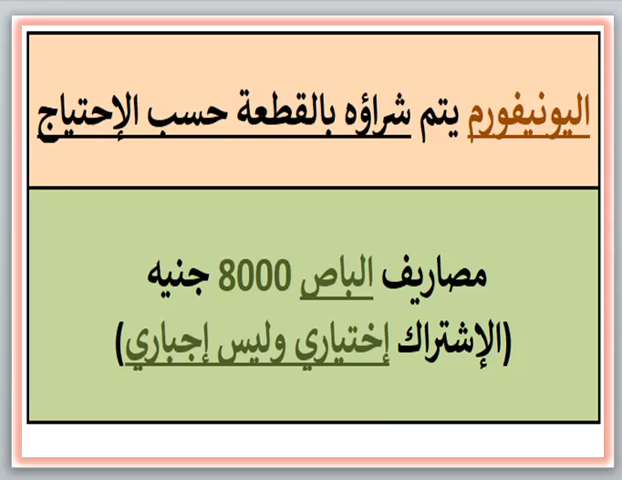 اليونيفورم يتم شراؤه بالقطعة حسب الإحتياج
مصاريف الباص 8000 جنيه
(الإشتراك إختياري وليس إجباري)